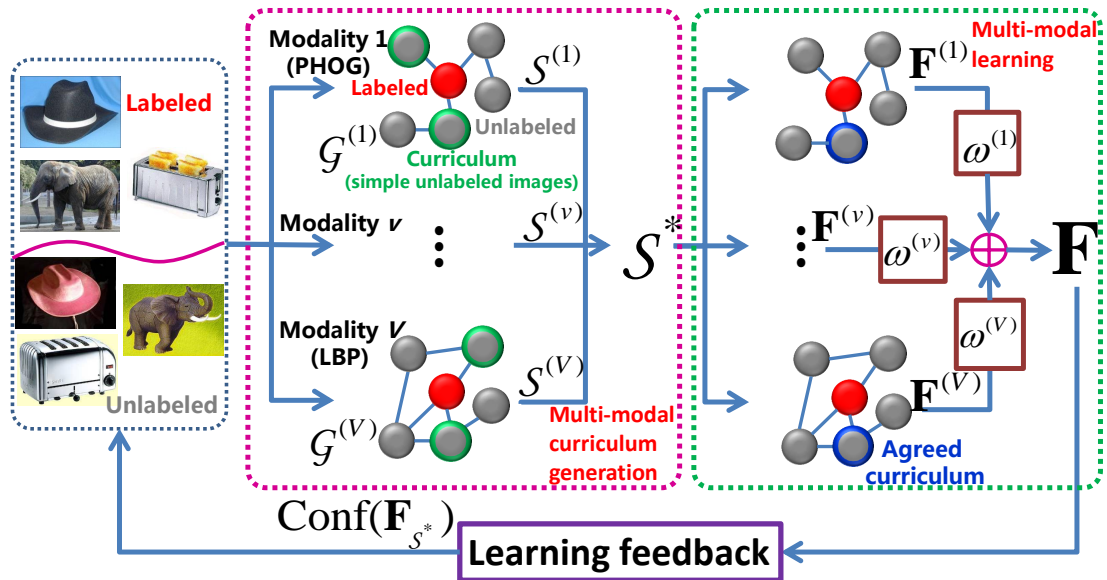 Labeled
Unlabeled
Modality 1
(PHOG)
Labeled
Unlabeled
G^(1)
Curriculum
(simple unlabeled images)
S^(1)
Modality v
⋮
S^(v)
Modality V
(LBP)
G^(V)
S^(V)
Multi-modal
curriculum
generation
S*
Multi-modal
learning
F^(1)
ω^(1)
⋮
F^(v)
ω^(v)
F
ω^(V)
F^(V)
Agreed
curriculum
Conf(F_S*)
Learning feedback